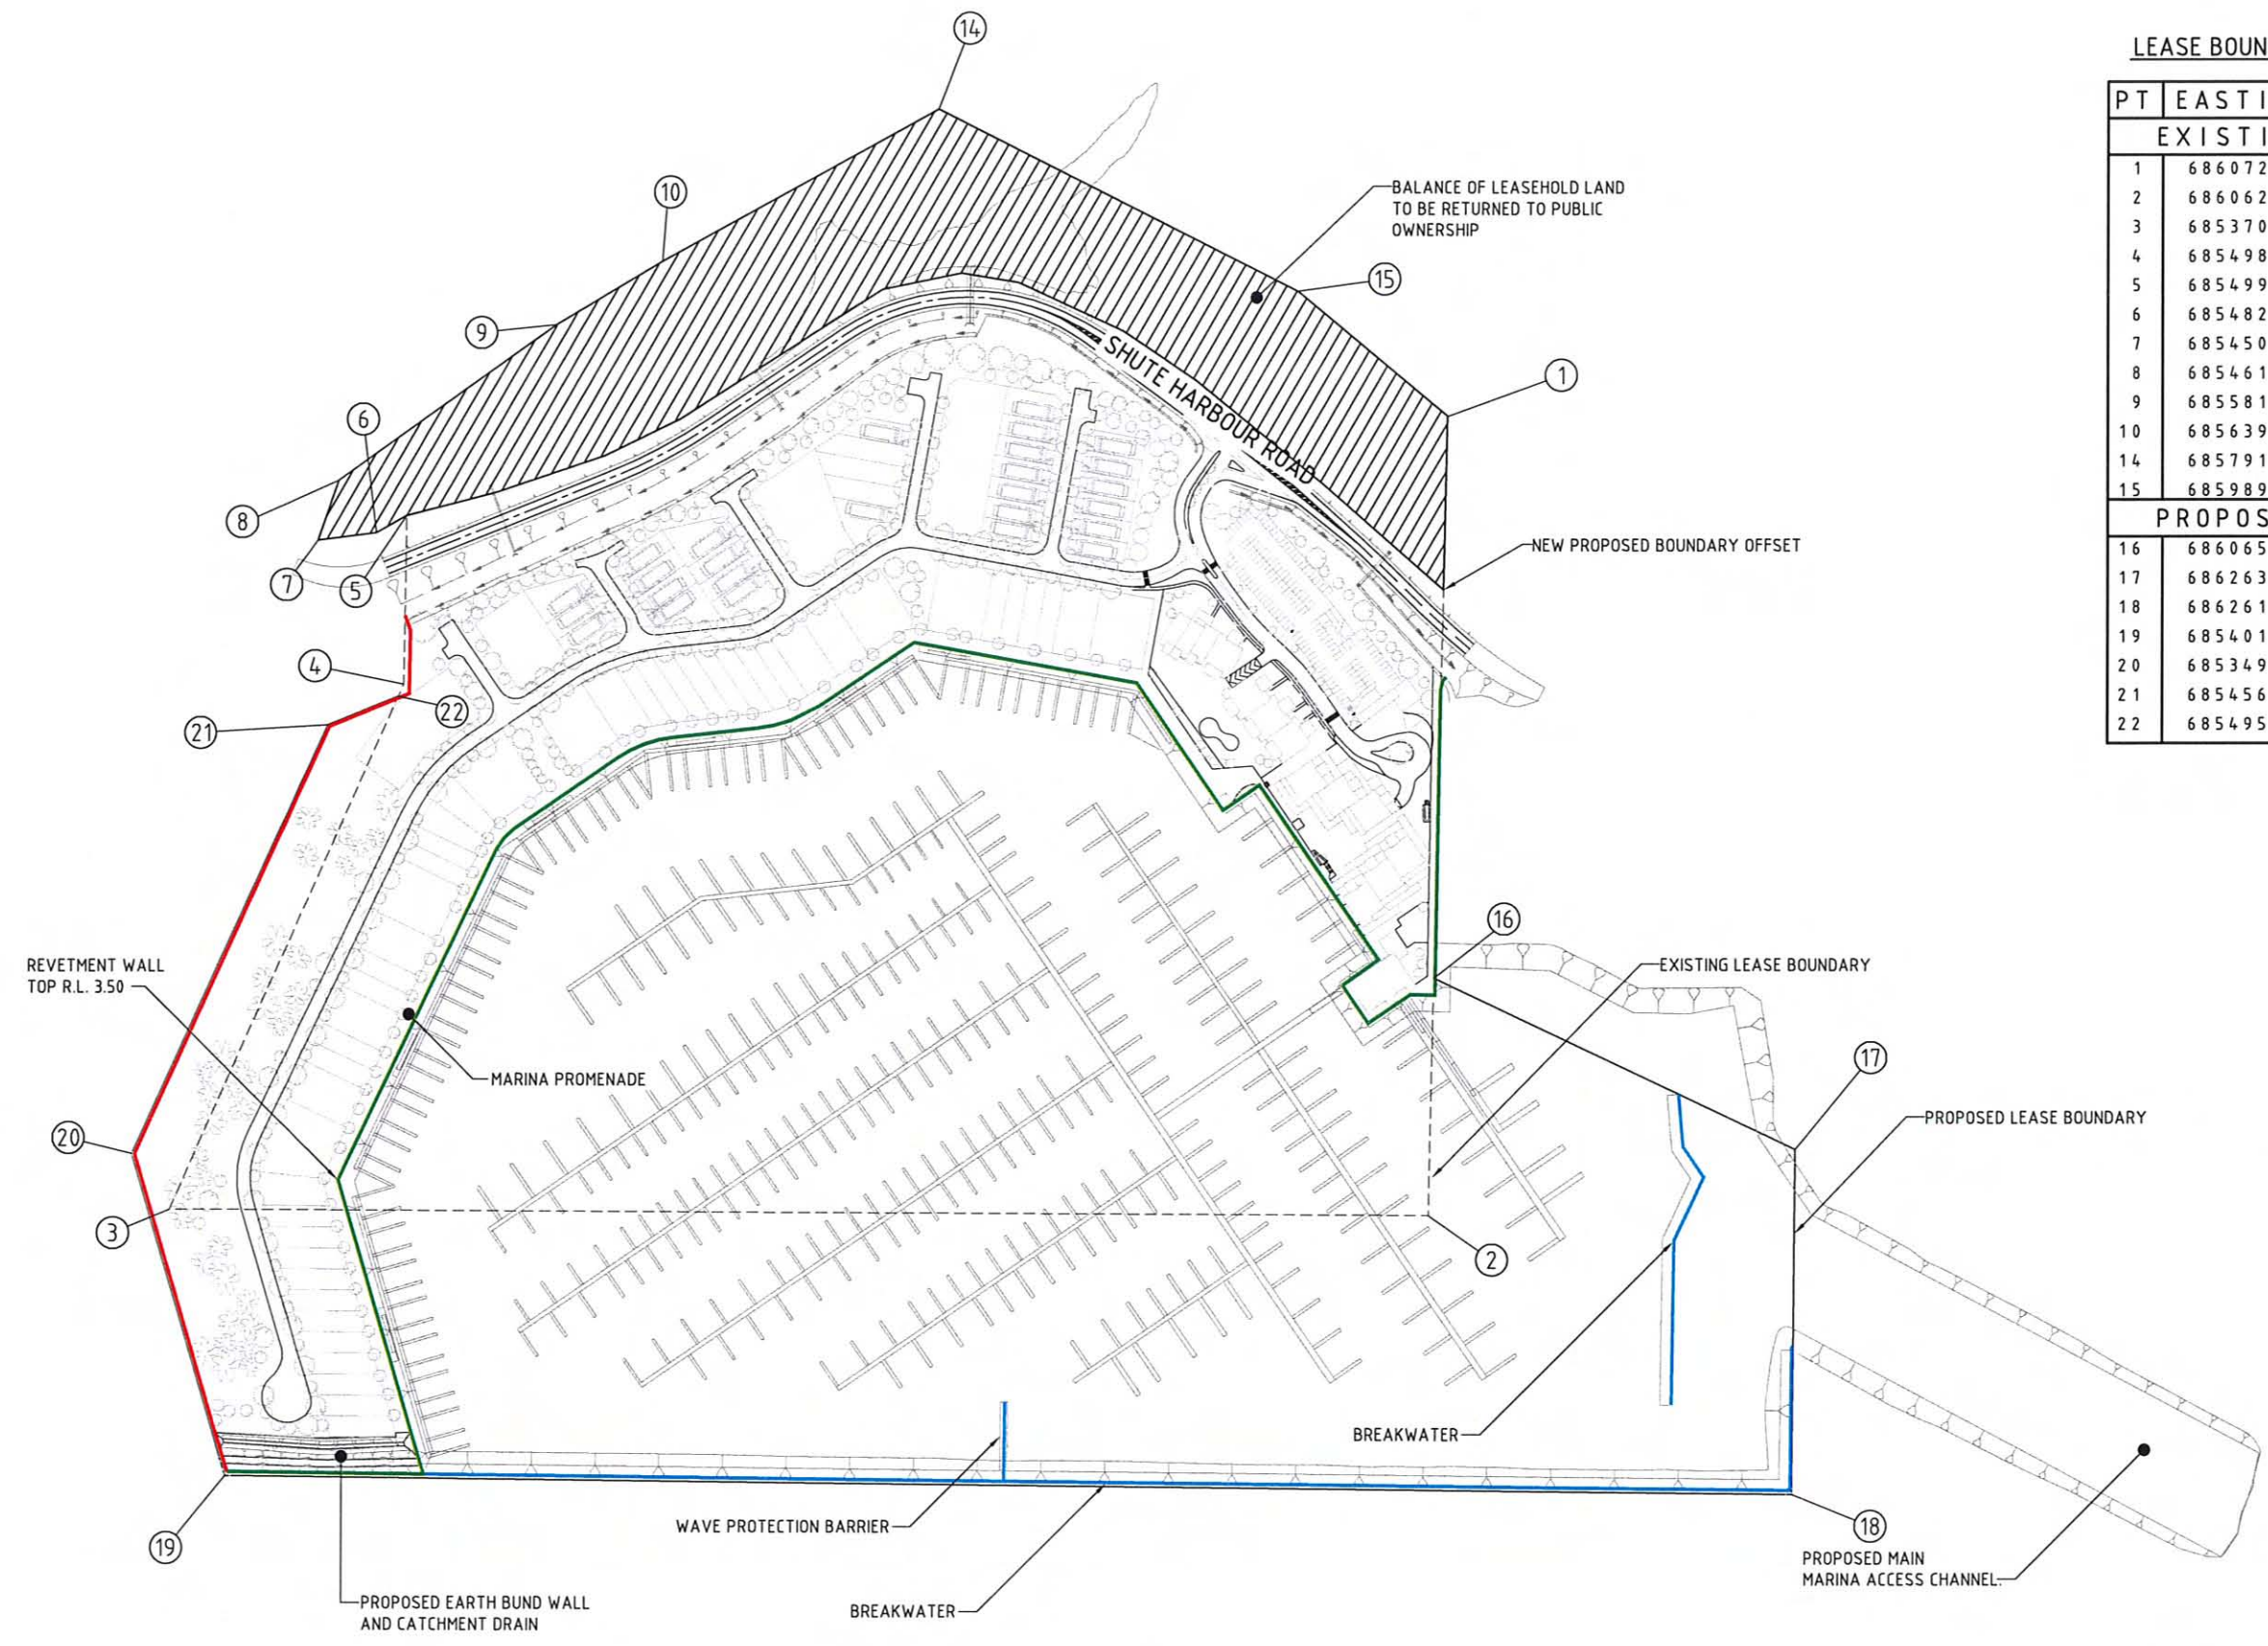 14
LEASE BOUN
PT EASTI
EXISTI
1 686072
2 686062
3 685370
4 685498
5 685499
6 685482
7 685450
8 685461
9 685581
10 685639
14 685791
15 685989
PROPOS
16 686065
17 686263
18 686261
19 685401
20 685349
21 685456
22 685495
10
BALANCE OF LEASEHOLD LAND
TO BE RETURNED TO PUBLIC
OWNERSHIP
15
9
SHUTE HARBOUR ROAD
1
6
8
NEW PROPOSED BOUNDARY OFFSET
7
5
4
22
21
16
REVETMENT WALL
TOP R.L. 3.50
EXISTING LEASE BOUNDARY
17
MARINA PROMENADE
PROPOSED LEASE BOUNDARY
20
3
2
BREAKWATER
WAVE PROTECTION BARRIER
18
19
PROPOSED MAIN
MARINA ACCESS CHANNEL.
PROPOSED EARTH BUND WALL
AND CATCHMENT DRAIN
BREAKWATER